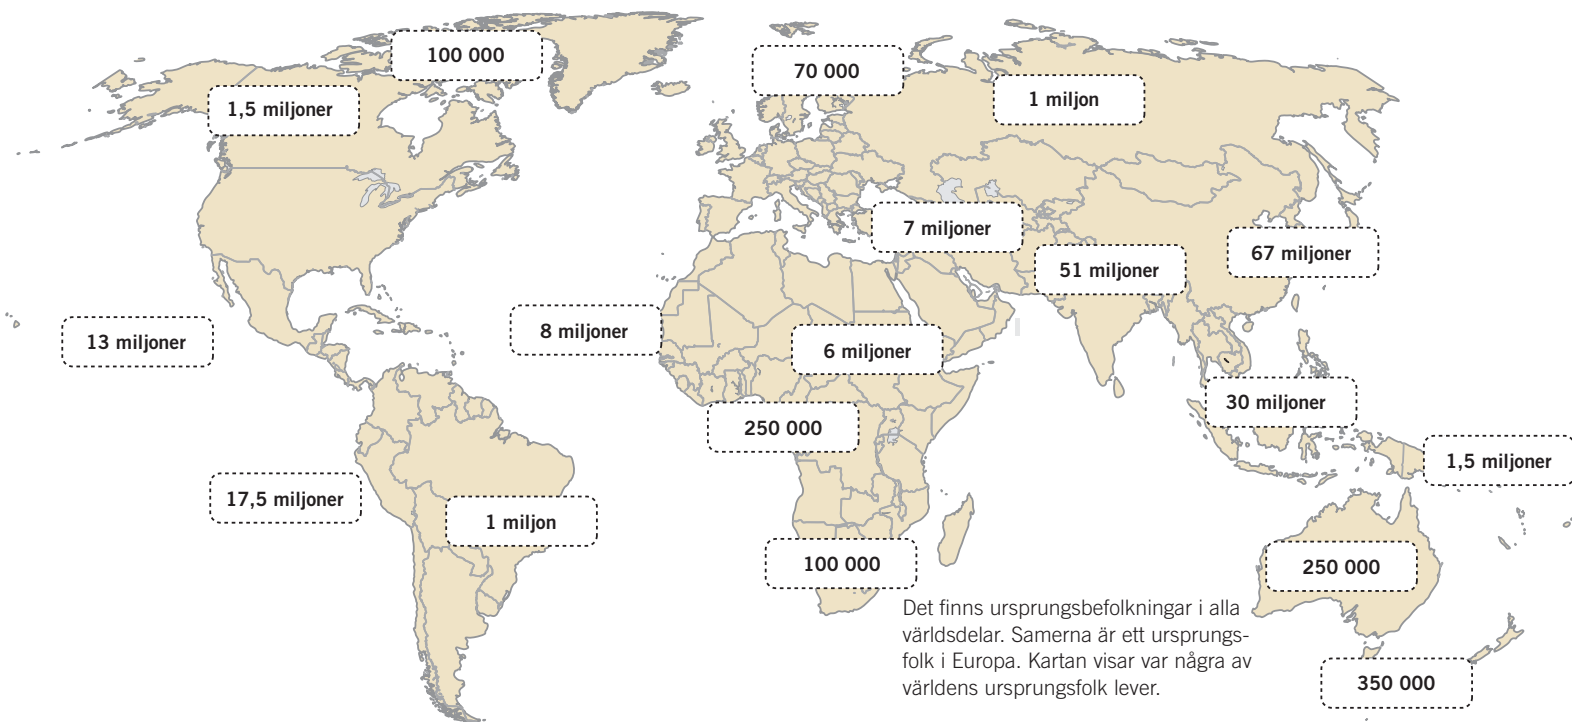 100 000
70 000
1 miljon
1,5 miljoner
7 miljoner
67 miljoner
51 miljoner
8 miljoner
13 miljoner
6 miljoner
30 miljoner
250 000
1,5 miljoner
17,5 miljoner
1 miljon
100 000
250 000
Det finns ursprungsbefolkningar i alla
världsdelar. Samerna är ett ursprungs-
folk i Europa. Kartan visar var några av
världens ursprungsfolk lever.
350 000